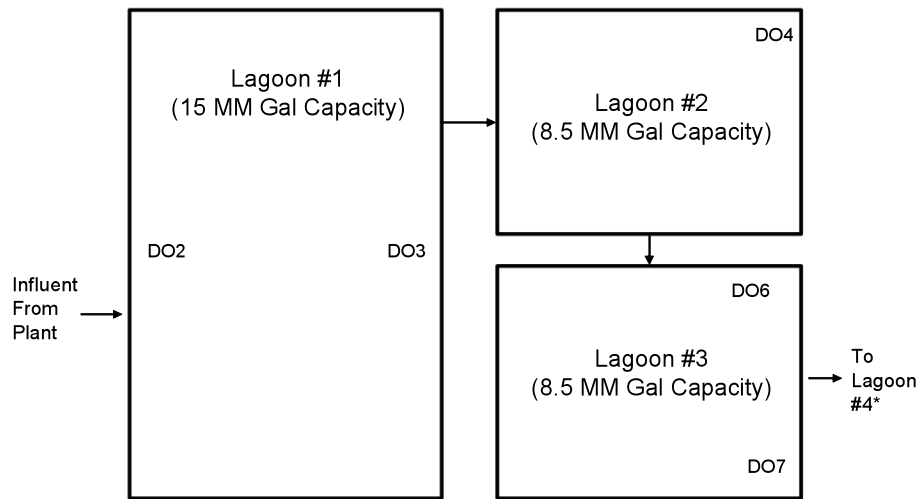 Lagoon #1
(15 MM Gal Capacity)
DO2
DO3
Influent
From
Plant
DO4
Lagoon #2
(8.5 MM Gal Capacity)
DO6
Lagoon #3
(8.5 MM Gal Capacity)
DO7
To
Lagoon
#4*